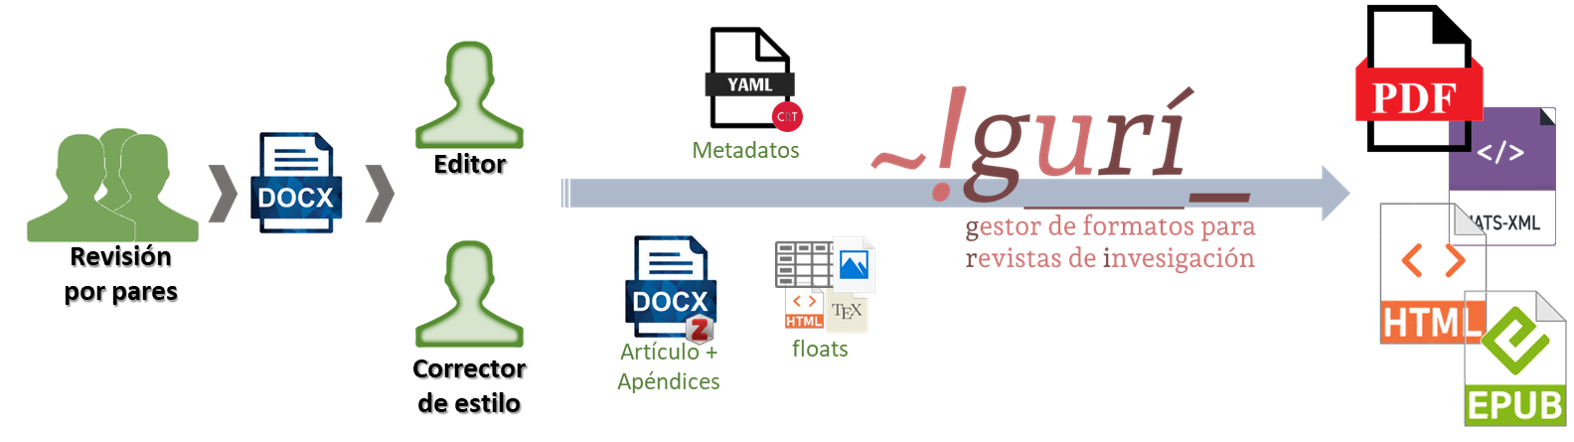 Revisión
por pares
DOCX
Editor
Corrector
de estilo
YAML
CRT
Metadatos
DOCX
Z
Artículo +
Apéndices
HTML
TEX
floats
~!gurí_
gestor de formatos para
revistas de invesigación
PDF
</>
JATS-XML
< >
HTML
e
EPUB